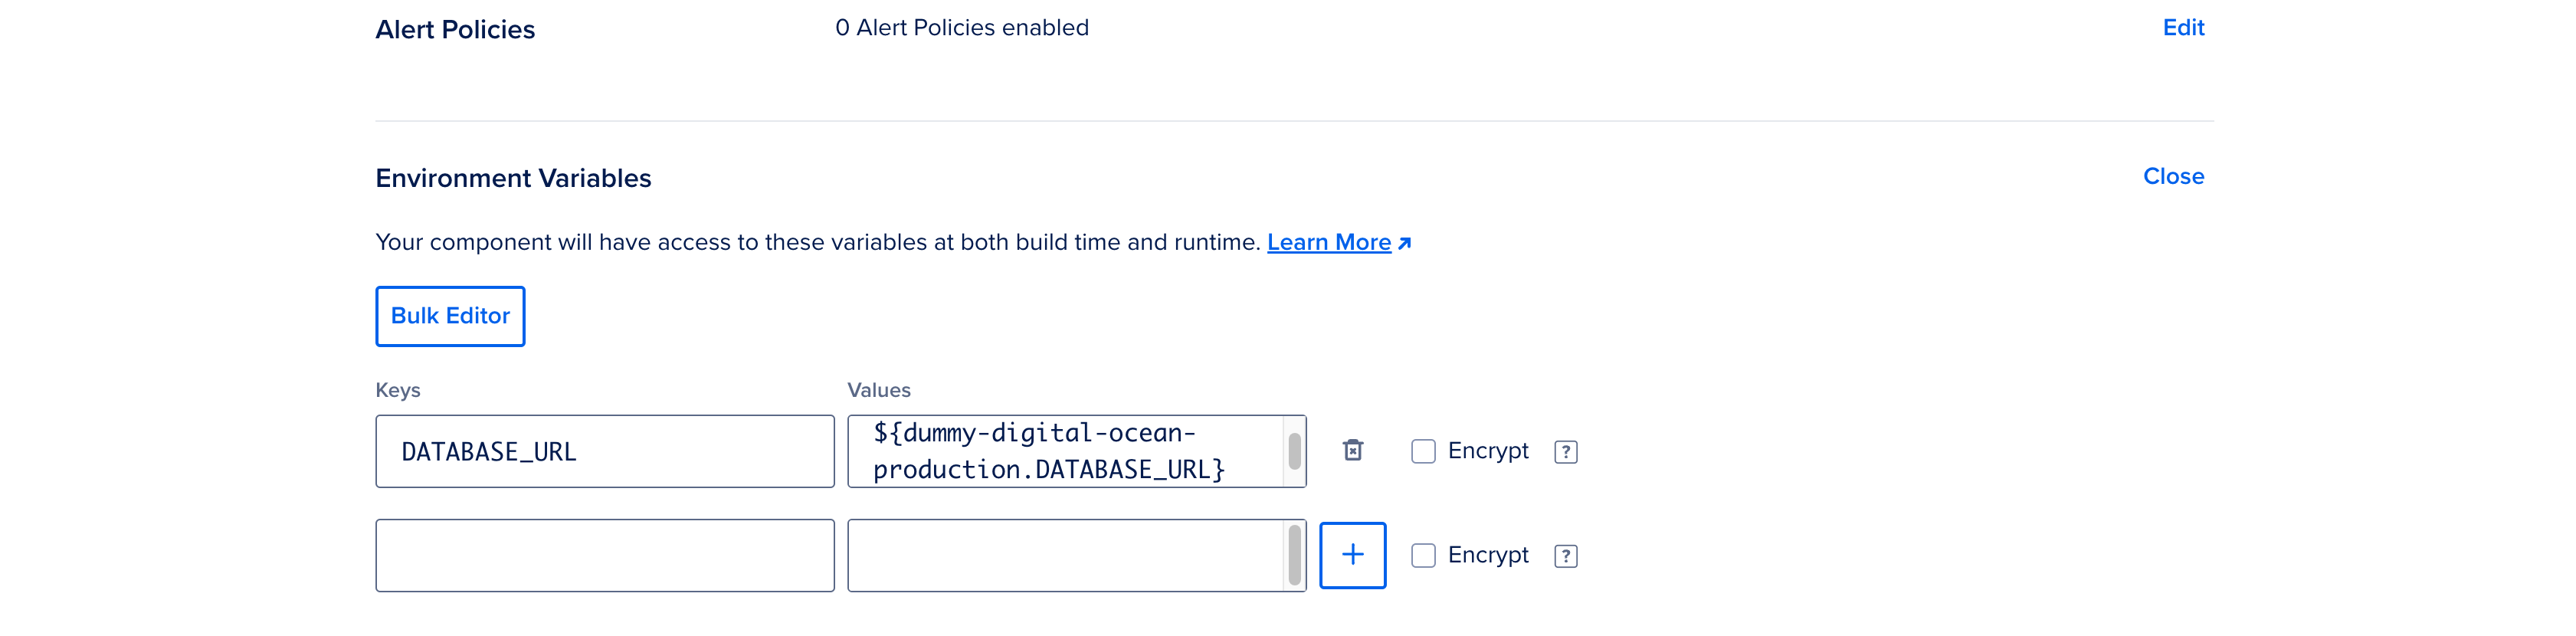 Alert Policies 0 Alert Policies enabled Edit
Environment Variables Close
Your component will have access to these variables at both build time and runtime. Learn More
Bulk Editor
Keys Values
DATABASE_URL ${dummy-digital-ocean-
production.DATABASE_URL} Encrypt ?
+ Encrypt ?